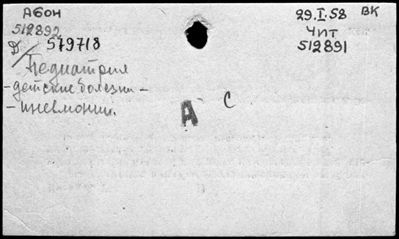 Абон 29.I.58 ВК
512892 Чит
Д/ 579718 512891
Педиатрия
- детские болезни -
- пневмонии.
А С